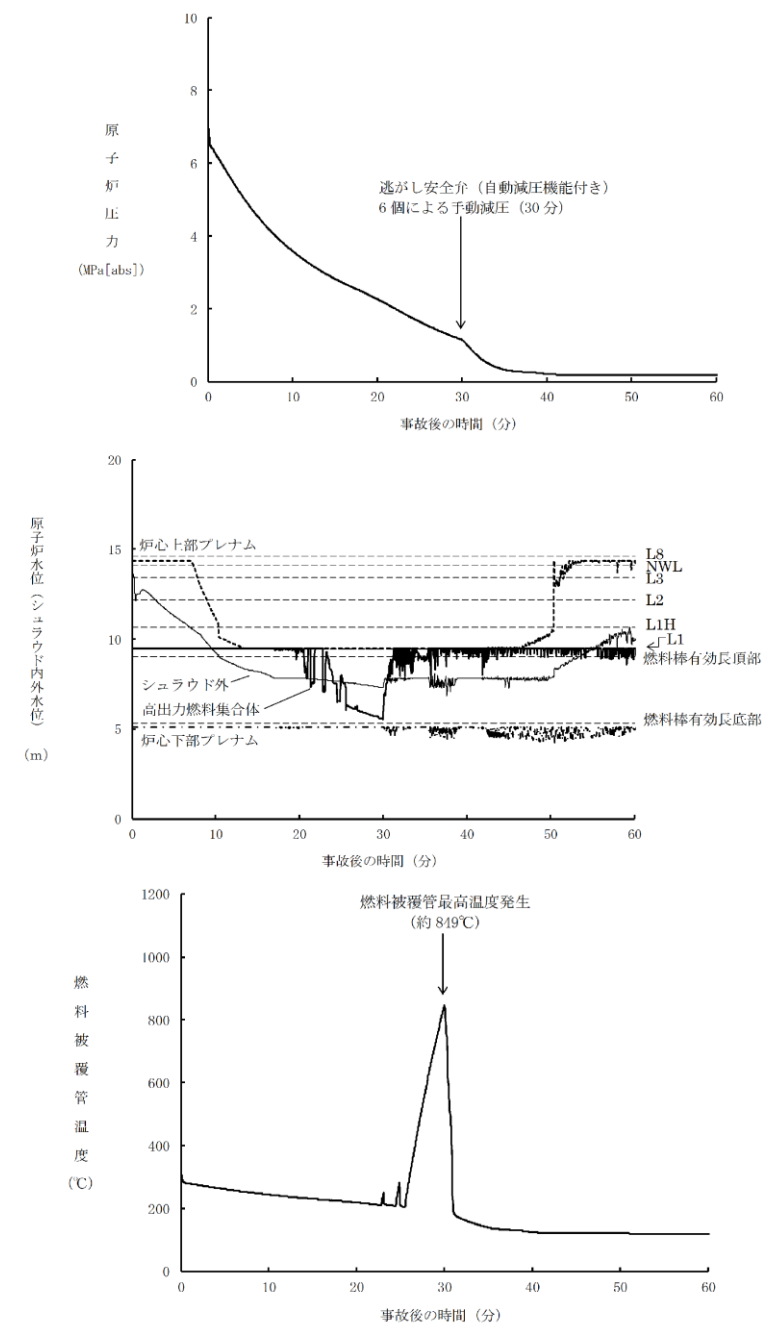 10
8
6
4
2
0
原子炉圧力
(MPa[abs])
逃がし安全弁（自動減圧機能付き）
6個による手動減圧（30分）
0 10 20 30 40 50 60
事故後の時間（分）
20
15
10
5
0
原子炉水位（シュラウド内外水位）
(m)
炉心上部プレナム
シュラウド外
高出力燃料集合体
炉心下部プレナム
L8
NWL
L3
L2
L1H
L1
燃料棒有効長頂部
燃料棒有効長底部
0 10 20 30 40 50 60
事故後の時間（分）
1200
1000
800
600
400
200
0
燃料被覆管温度
(℃)
燃料被覆管最高温度発生
(約849℃)
0 10 20 30 40 50 60
事故後の時間（分）